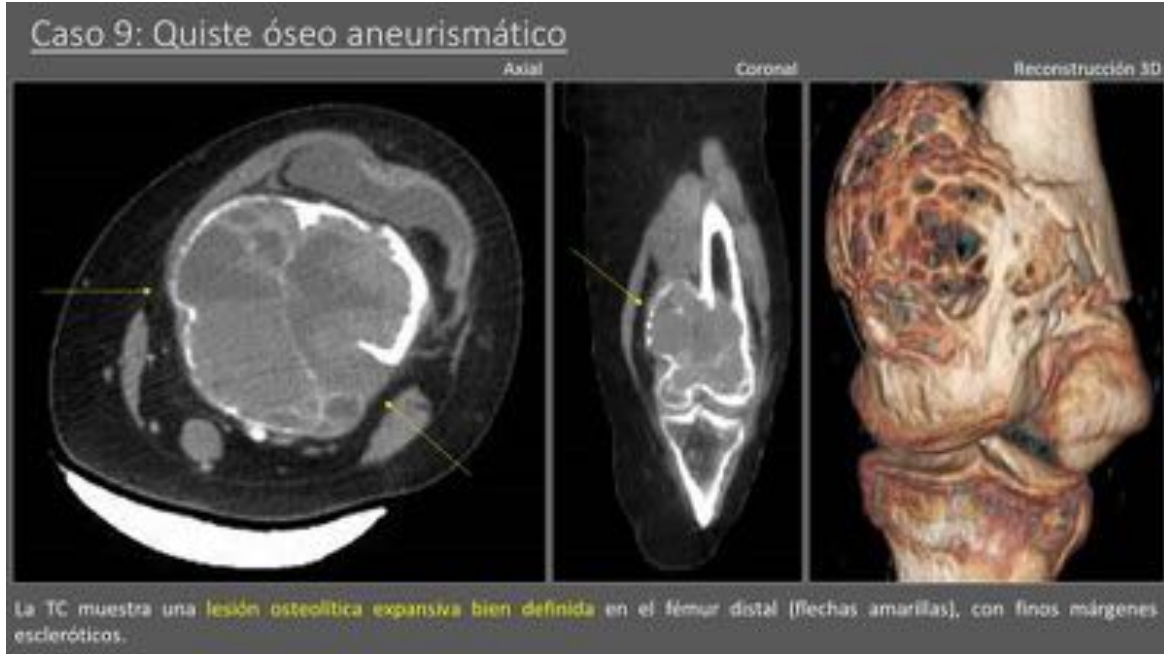 Caso 9: Quiste óseo aneurismático
Axial
Coronal
Reconstrucción 3D
La TC muestra una lesión osteolítica expansiva bien definida en el fémur distal (flechas amarillas), con finos márgenes
escleróticos.